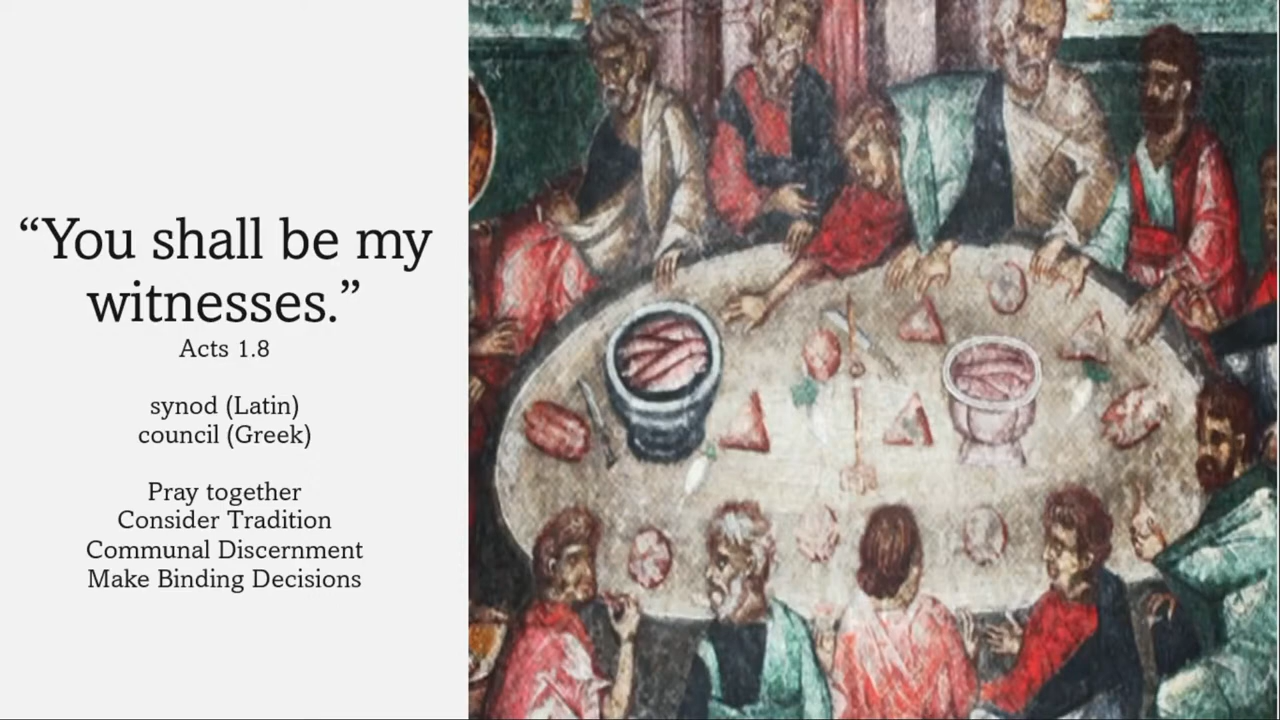 “You shall be my
witnesses.”
Acts 1.8
synod (Latin)
council (Greek)
Pray together
Consider Tradition
Communal Discernment
Make Binding Decisions